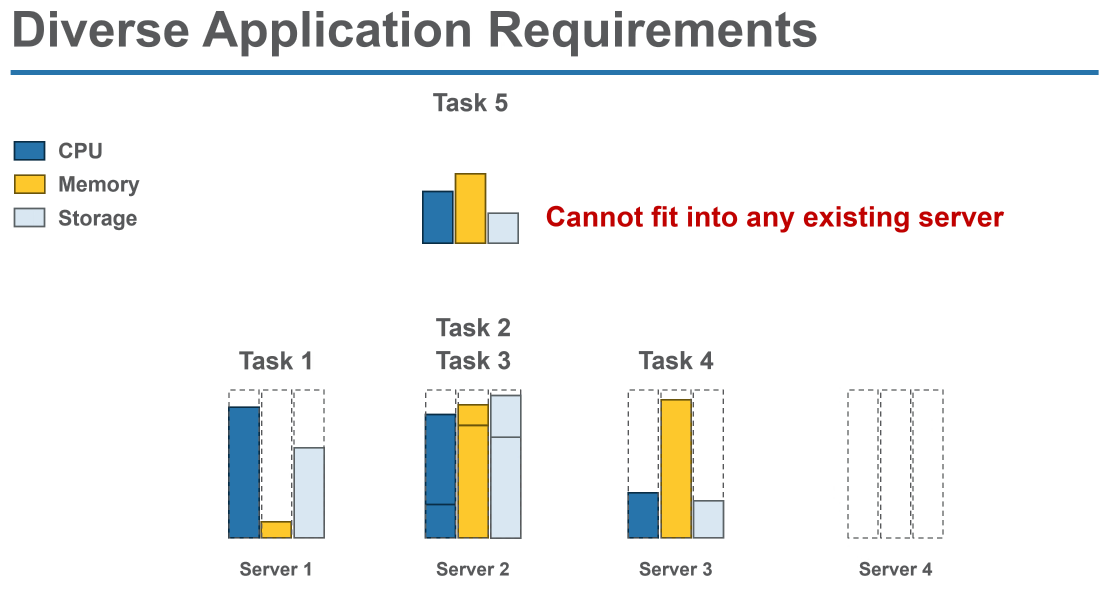 Diverse Application Requirements
Task 5
CPU
Memory
Storage
Cannot fit into any existing server
Task 2
Task 1
Task 3
Task 4
Server 1
Server 2
Server 3
Server 4